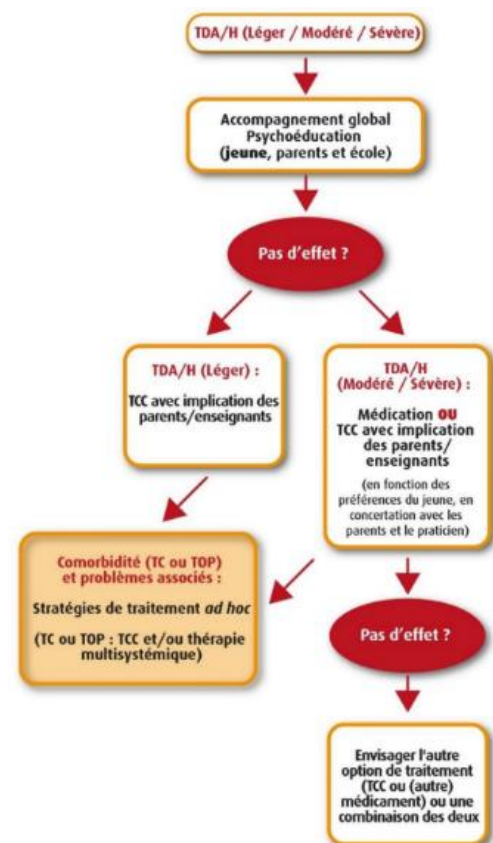 TDA/H (Léger / Modéré / Sévère)
Accompagnement global
Psychoéducation
(jeune, parents et école)
Pas d'effet ?
TDA/H (Léger) :
TCC avec implication des
parents/enseignants
TDA/H
(Modéré / Sévère) :
Médication OU
TCC avec implication
des parents/
enseignants
(en fonction des
préférences du jeune, en
concertation avec les
parents et le praticien)
Comorbidité (TC ou TOP)
et problèmes associés :
Stratégies de traitement ad hoc
(TC ou TOP : TCC et/ou thérapie
multisystémique)
Pas d'effet ?
Envisager l'autre
option de traitement
(TCC ou (autre)
médicament) ou une
combinaison des deux